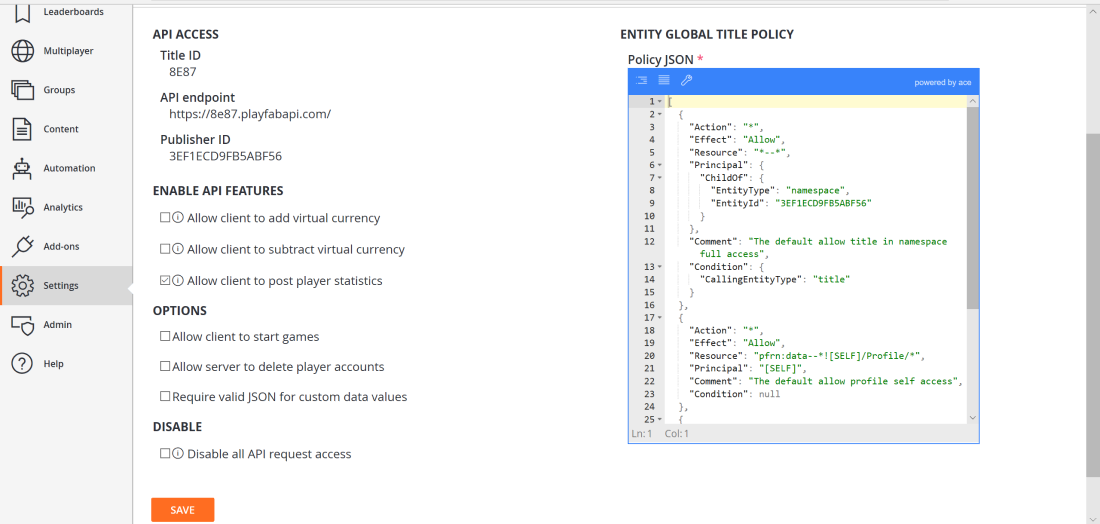 Leaderboards
Multiplayer
Groups
Content
Automation
Analytics
Add-ons
Settings
Admin
Help
API ACCESS
Title ID
8E87
API endpoint
https://8e87.playfabapi.com/
Publisher ID
3EF1ECD9FB5ABF56
ENABLE API FEATURES
Allow client to add virtual currency
Allow client to subtract virtual currency
Allow client to post player statistics
OPTIONS
Allow client to start games
Allow server to delete player accounts
Require valid JSON for custom data values
DISABLE
Disable all API request access
SAVE
ENTITY GLOBAL TITLE POLICY
Policy JSON *
powered by ace
1 [
2 {
3 "Action": "*",
4 "Effect": "Allow",
5 "Resource": "*--*",
6 "Principal": {
7 "ChildOf": {
8 "EntityType": "namespace",
9 "EntityId": "3EF1ECD9FB5ABF56"
10 }
11 },
12 "Comment": "The default allow title in namespace
full access",
13 "Condition": {
14 "CallingEntityType": "title"
15 }
16 },
17 {
18 "Action": "*",
19 "Effect": "Allow",
20 "Resource": "pfrn:data--*![SELF]/Profile/*",
21 "Principal": "[SELF]",
22 "Comment": "The default allow profile self access",
23 "Condition": null
24 },
25 {
Ln: 1 Col: 1